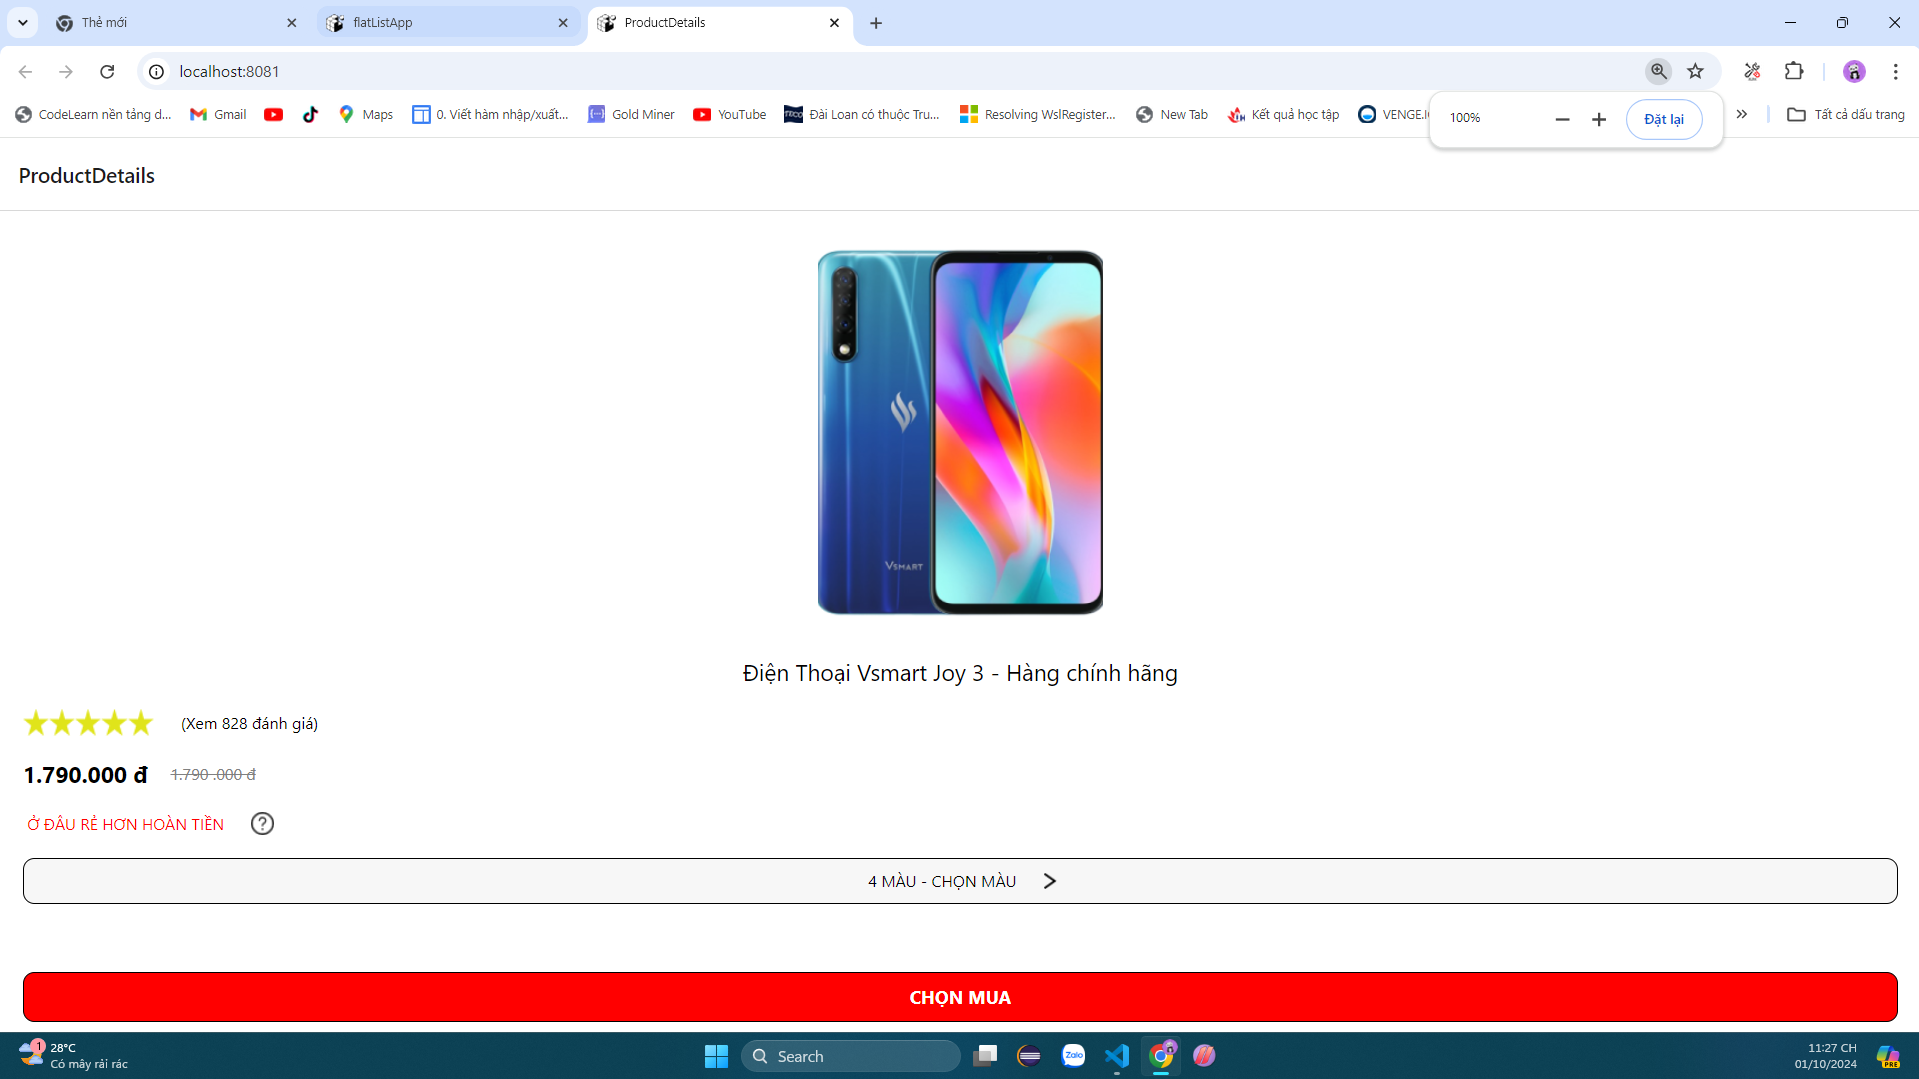 Thẻ mới
flatListApp
ProductDetails
localhost:8081
CodeLearn nền tảng d...
Gmail
Maps
0. Viết hàm nhập/xuất...
Gold Miner
YouTube
Đài Loan có thuộc Tru...
Resolving WslRegister...
New Tab
Kết quả học tập
VENGE.I
100%
Đặt lại
Tất cả dấu trang
ProductDetails
VSMART
Điện Thoại Vsmart Joy 3 - Hàng chính hãng
(Xem 828 đánh giá)
1.790.000 đ 1.790 .000 đ
Ở ĐÂU RẺ HƠN HOÀN TIỀN
4 MÀU - CHỌN MÀU
CHỌN MUA
1
28°C
Có mây rải rác
Search
Zalo
11:27 CH
01/10/2024
PRE